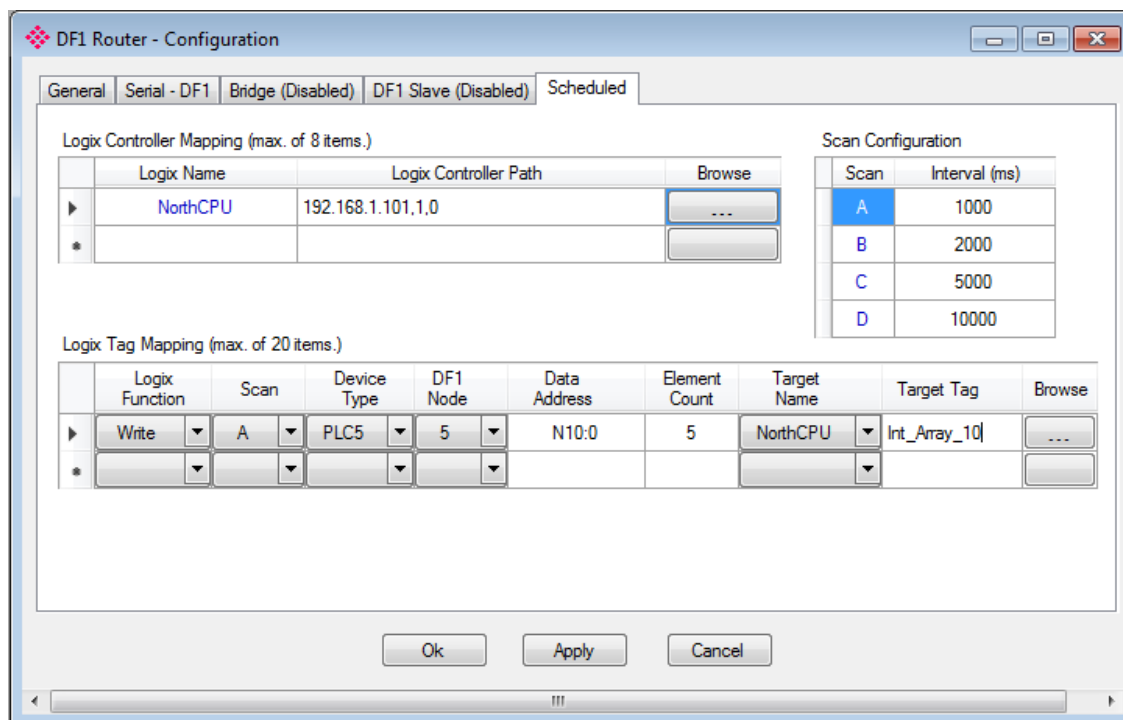 DF1 Router - Configuration
General Serial - DF1 Bridge (Disabled) DF1 Slave (Disabled) Scheduled
Logix Controller Mapping (max. of 8 items.)
Logix Name Logix Controller Path Browse
NorthCPU 192.168.1.101,1,0 ...
Scan Configuration
Scan Interval (ms)
A 1000
B 2000
C 5000
D 10000
Logix Tag Mapping (max. of 20 items.)
Logix Function Scan Device Type DF1 Node Data Address Element Count Target Name Target Tag Browse
Write A PLC5 5 N10:0 5 NorthCPU Int_Array_10 ...
Ok Apply Cancel